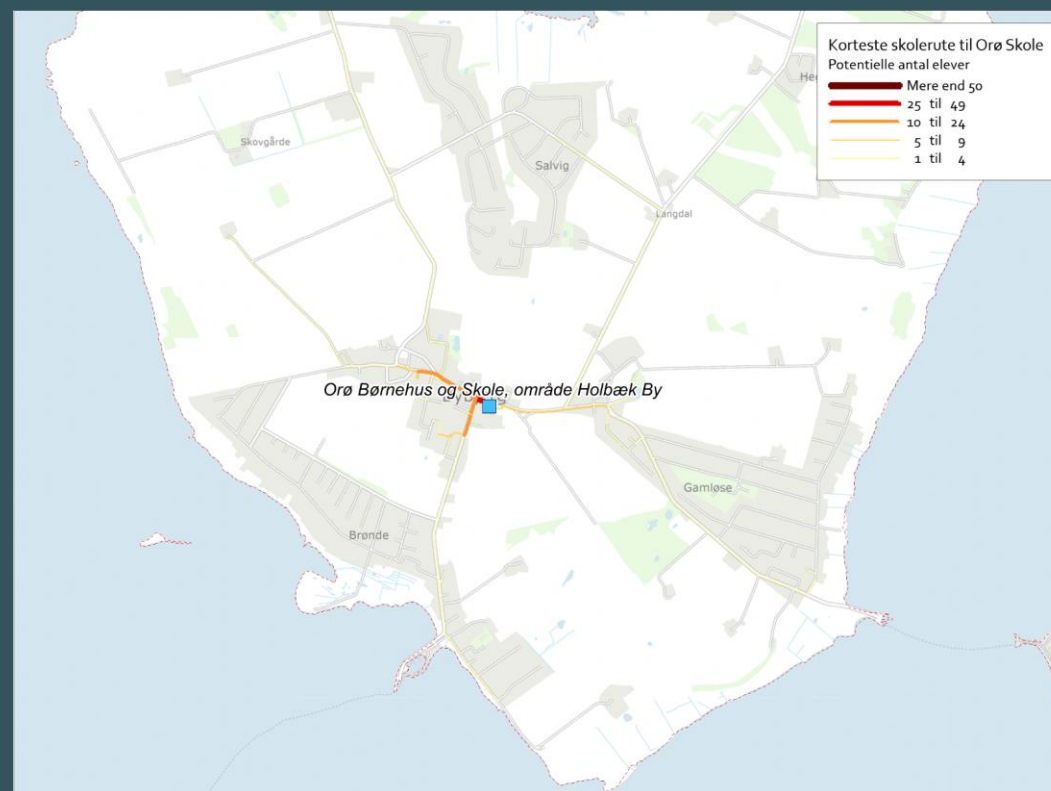 Korteste skolerute til Orø Skole
Potentielle antal elever
Mere end 50
25 til 49
10 til 24
5 til 9
1 til 4
Skovgårde
Salvig
Langdal
Orø Børnehus og Skole, område Holbæk By
Gamløse
Brønde